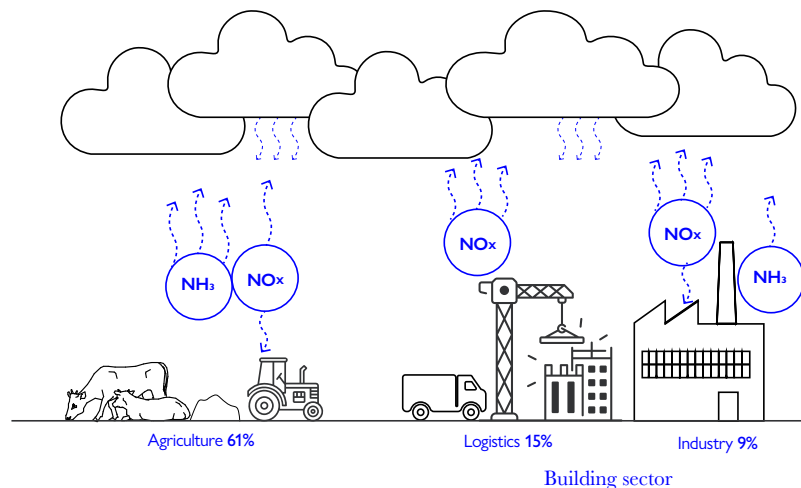 NOx
NOx
NH₃
NOx
NH₃
Agriculture 61%
Logistics 15%
Industry 9%
Building sector